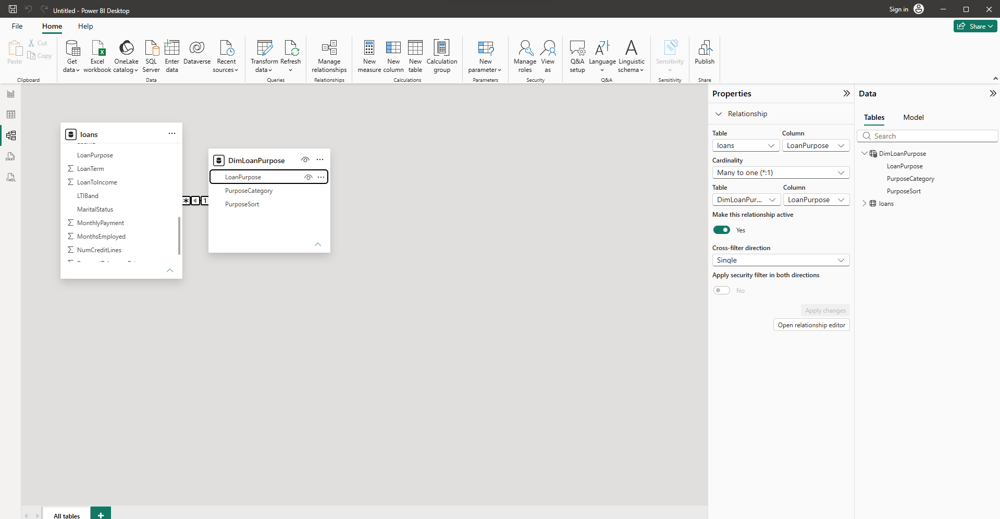 Untitled - Power BI Desktop
Sign in
File
Home
Help
Share
Paste
Cut
Copy
Clipboard
Get data
Excel workbook
OneLake catalog
SQL Server
Enter data
Dataverse
Recent sources
Data
Transform data
Refresh
Queries
Manage relationships
Relationships
New measure
New column
New table
Calculation group
Calculations
New parameter
Parameters
Manage roles
View as
Security
Q&A setup
Language
Linguistic schema
Q&A
Sensitivity
Sensitivity
Publish
Share
DAX
TMDL
loans
LoanPurpose
LoanTerm
LoanToIncome
LTIBand
MaritalStatus
MonthlyPayment
MonthsEmployed
NumCreditLines
* 1
DimLoanPurpose
LoanPurpose
PurposeCategory
PurposeSort
All tables
Properties
Relationship
Table
Column
loans
LoanPurpose
Cardinality
Many to one (*:1)
Table
Column
DimLoanPur...
LoanPurpose
Make this relationship active
Yes
Cross-filter direction
Single
Apply security filter in both directions
No
Apply changes
Open relationship editor
Data
Tables
Model
Search
DimLoanPurpose
LoanPurpose
PurposeCategory
PurposeSort
loans